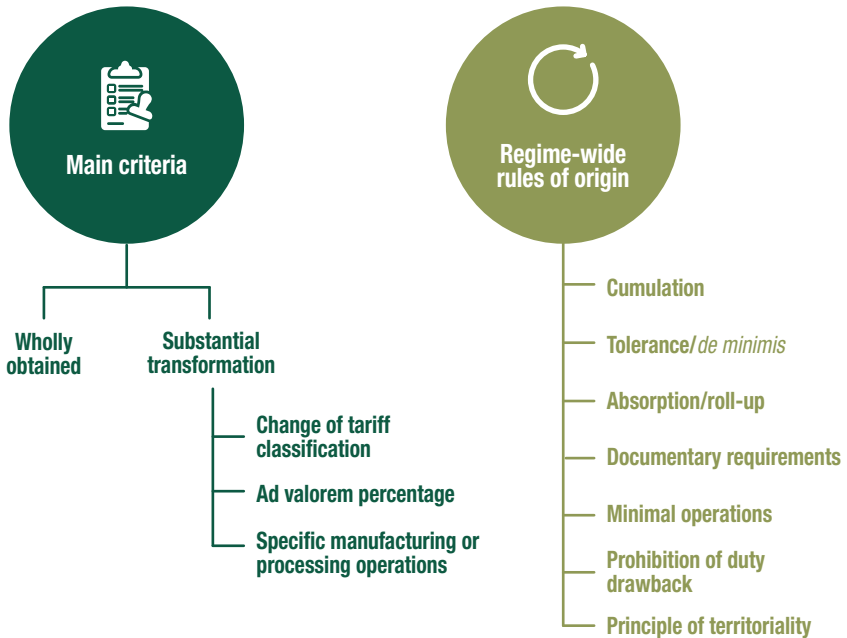 Main criteria
Wholly
obtained
Substantial
transformation
Change of tariff
classification
Ad valorem percentage
Specific manufacturing or
processing operations
Regime-wide
rules of origin
Cumulation
Tolerance/de minimis
Absorption/roll-up
Documentary requirements
Minimal operations
Prohibition of duty
drawback
Principle of territoriality